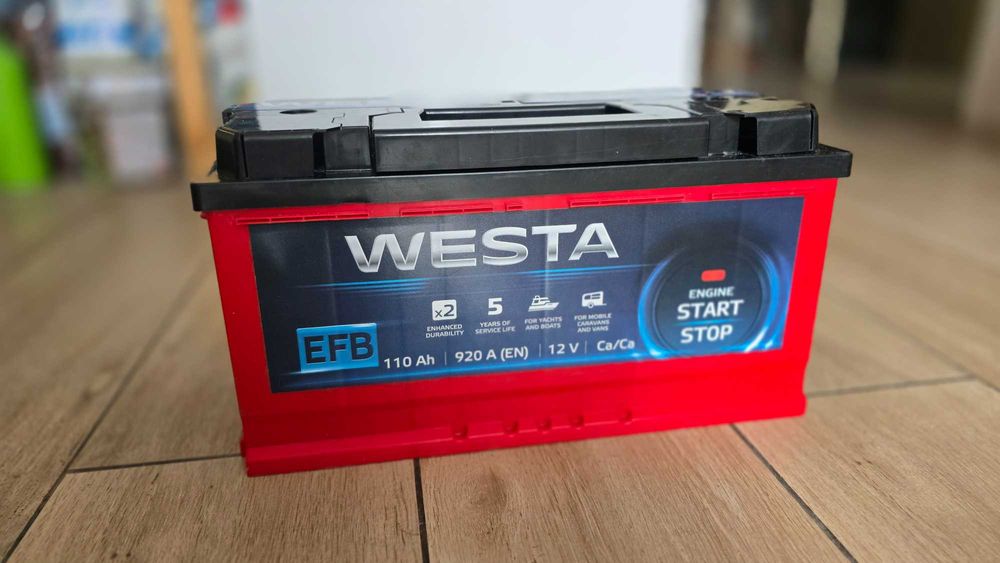 WESTA
x2
ENHANCED
DURABILITY
5
YEARS OF
SERVICE LIFE
FOR YACHTS
AND BOATS
FOR MOBILE
CARAVANS
AND VANS
ENGINE
START
STOP
EFB
110 Ah | 920 A (EN) | 12 V | Ca/Ca